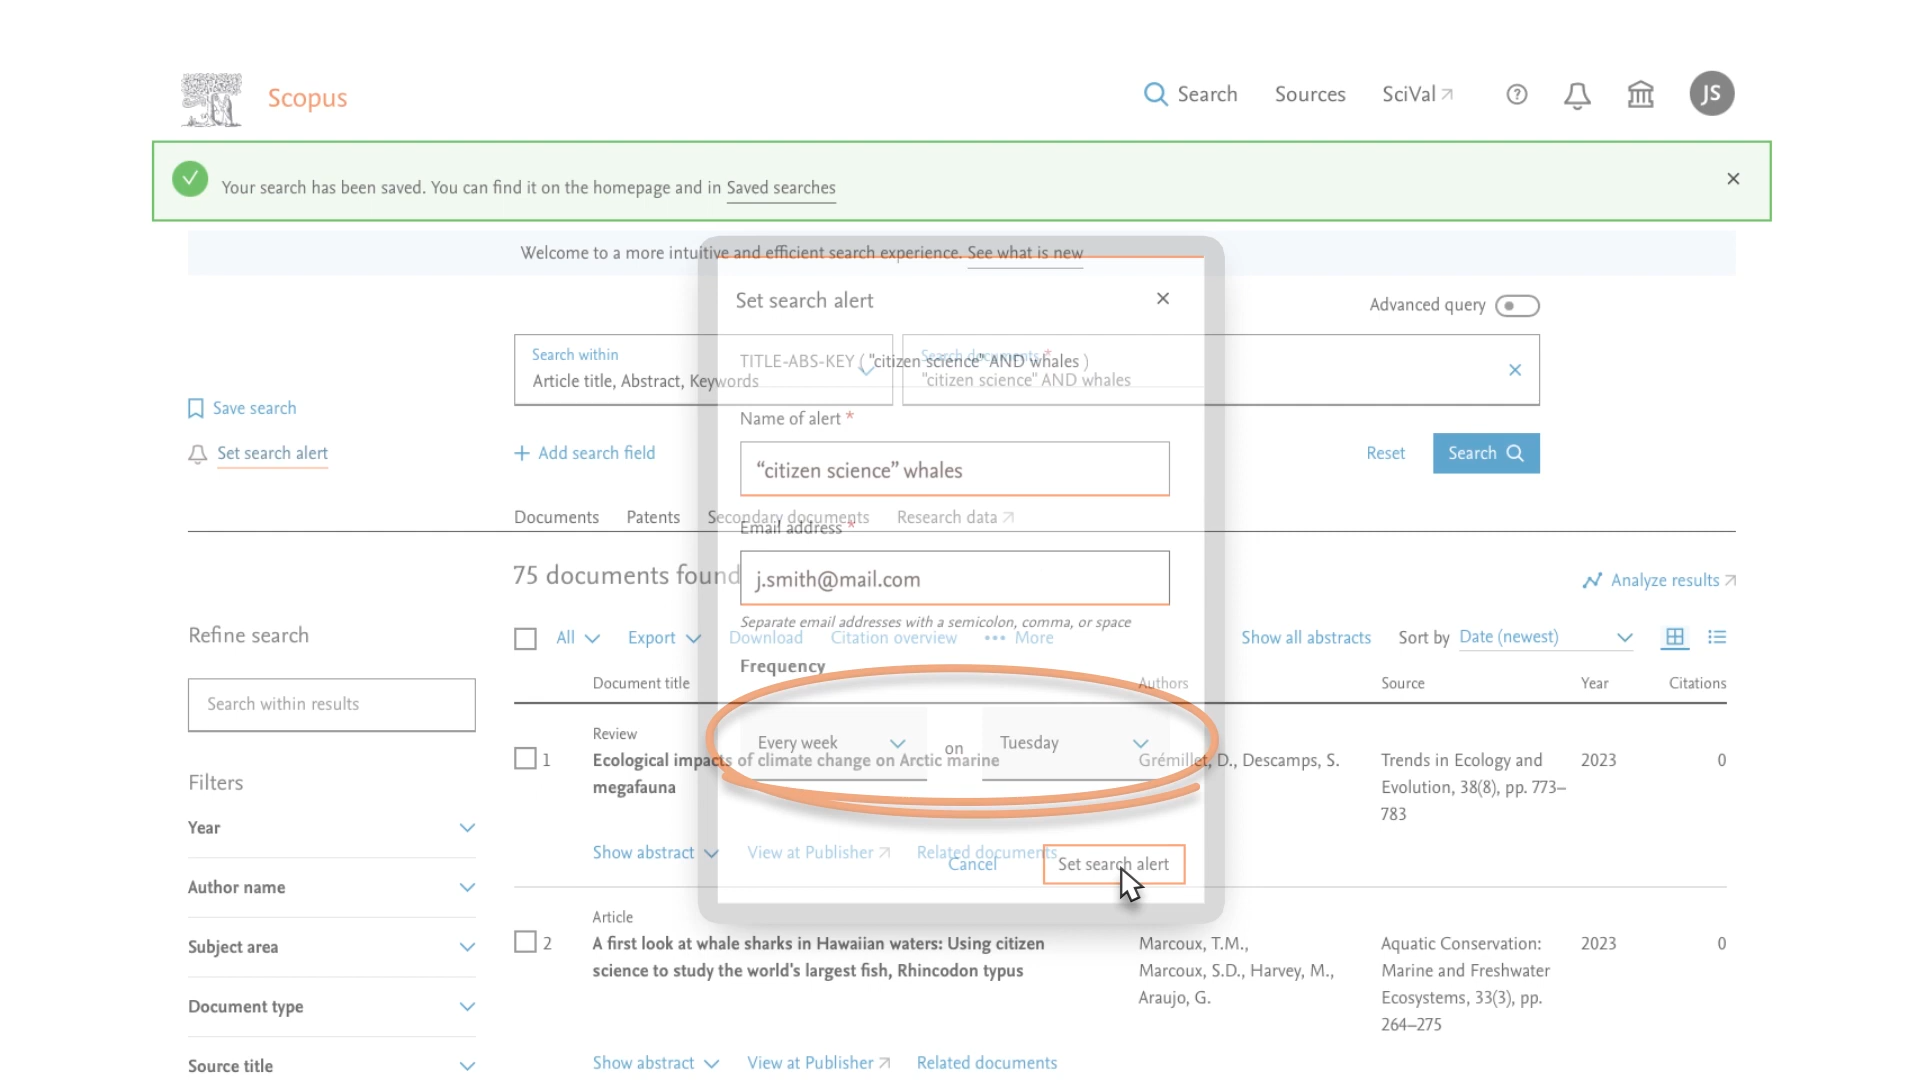 Scopus
Search
Sources
SciVal
JS
Your search has been saved. You can find it on the homepage and in Saved searches
Welcome to a more intuitive and efficient search experience. See what is new
Set search alert
Advanced query
Search within
Article title, Abstract, Keywords
Search documents *
"citizen science" AND whales
TITLE-ABS-KEY ( "citizen science" AND whales )
Save search
Name of alert *
Set search alert
Add search field
"citizen science" whales
Reset
Search
Documents
Patents
Secondary documents
Research data
Email address *
75 documents found
j.smith@mail.com
Analyze results
Separate email addresses with a semicolon, comma, or space
Refine search
All
Export
Download
Citation overview
More
Show all abstracts
Sort by
Date (newest)
Frequency
Document title
Authors
Source
Year
Citations
Search within results
Every week
on
Tuesday
Review
1
Ecological impacts of climate change on Arctic marine
megafauna
Grémillet, D., Descamps, S.
Trends in Ecology and
Evolution, 38(8), pp. 773–
783
2023
0
Filters
Year
Show abstract
View at Publisher
Related documents
Cancel
Set search alert
Author name
Article
2
A first look at whale sharks in Hawaiian waters: Using citizen
science to study the world's largest fish, Rhincodon typus
Marcoux, T.M.,
Marcoux, S.D., Harvey, M.,
Araujo, G.
Aquatic Conservation:
Marine and Freshwater
Ecosystems, 33(3), pp.
264–275
2023
0
Subject area
Document type
Source title
Show abstract
View at Publisher
Related documents